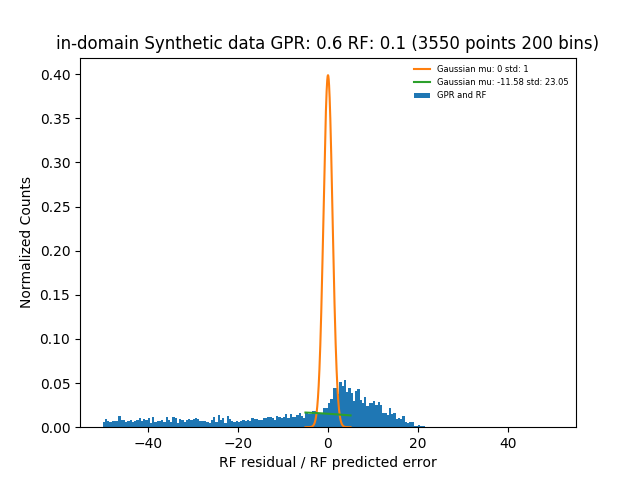 in-domain Synthetic data GPR: 0.6 RF: 0.1 (3550 points 200 bins)
Gaussian mu: 0 std: 1
Gaussian mu: -11.58 std: 23.05
GPR and RF
Normalized Counts
0.40
0.35
0.30
0.25
0.20
0.15
0.10
0.05
0.00
−40 −20 0 20 40
RF residual / RF predicted error